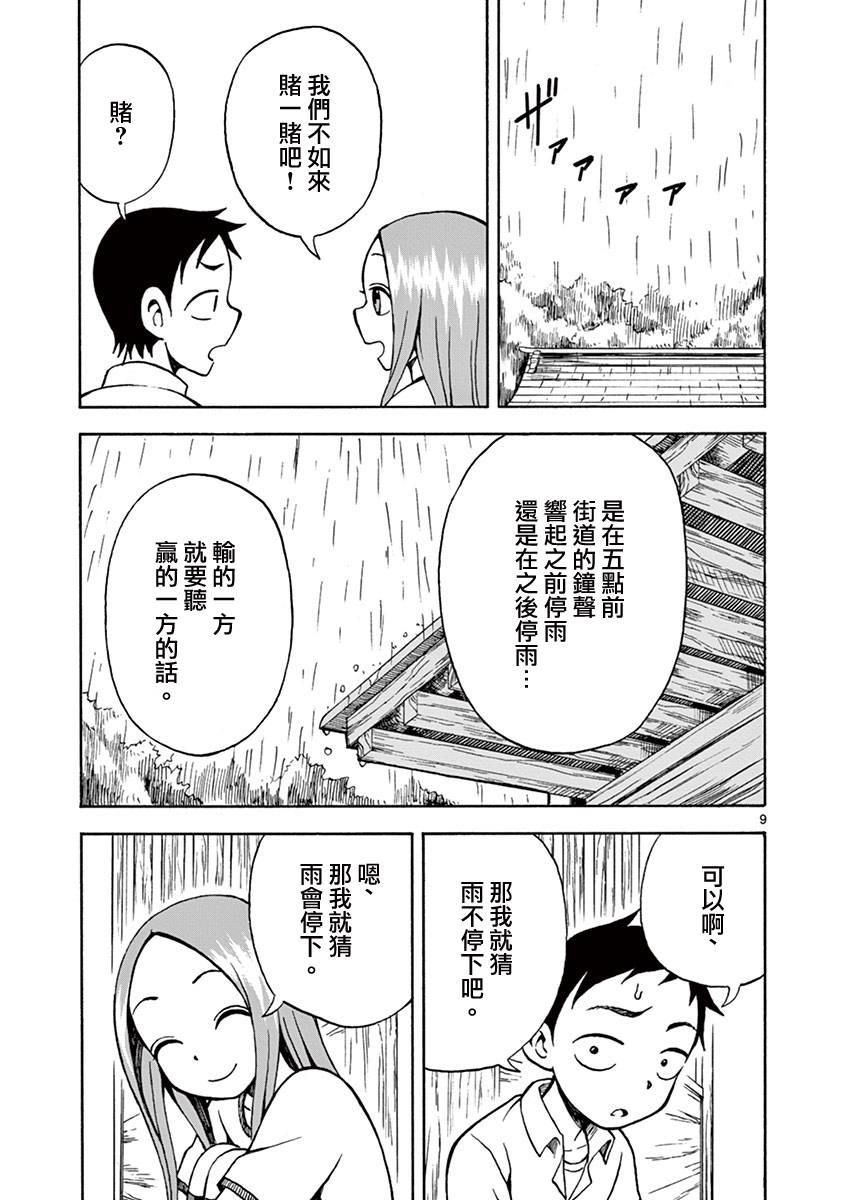 ザァァァ
我們不如來
賭一賭吧！
賭？
是在五點前
街道的鐘聲
響起之前停雨
還是在之後停雨…
輸的一方
就要聽
贏的一方的話。
9
可以啊、
那我就猜
雨不停下吧。
嗯、
那我就猜
雨會停下。